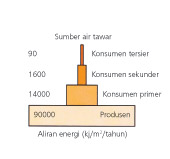 Sumber air tawar
90 Konsumen tersier
1600 Konsumen sekunder
14000 Konsumen primer
90000 Produsen
Aliran energi (kj/m²/tahun)